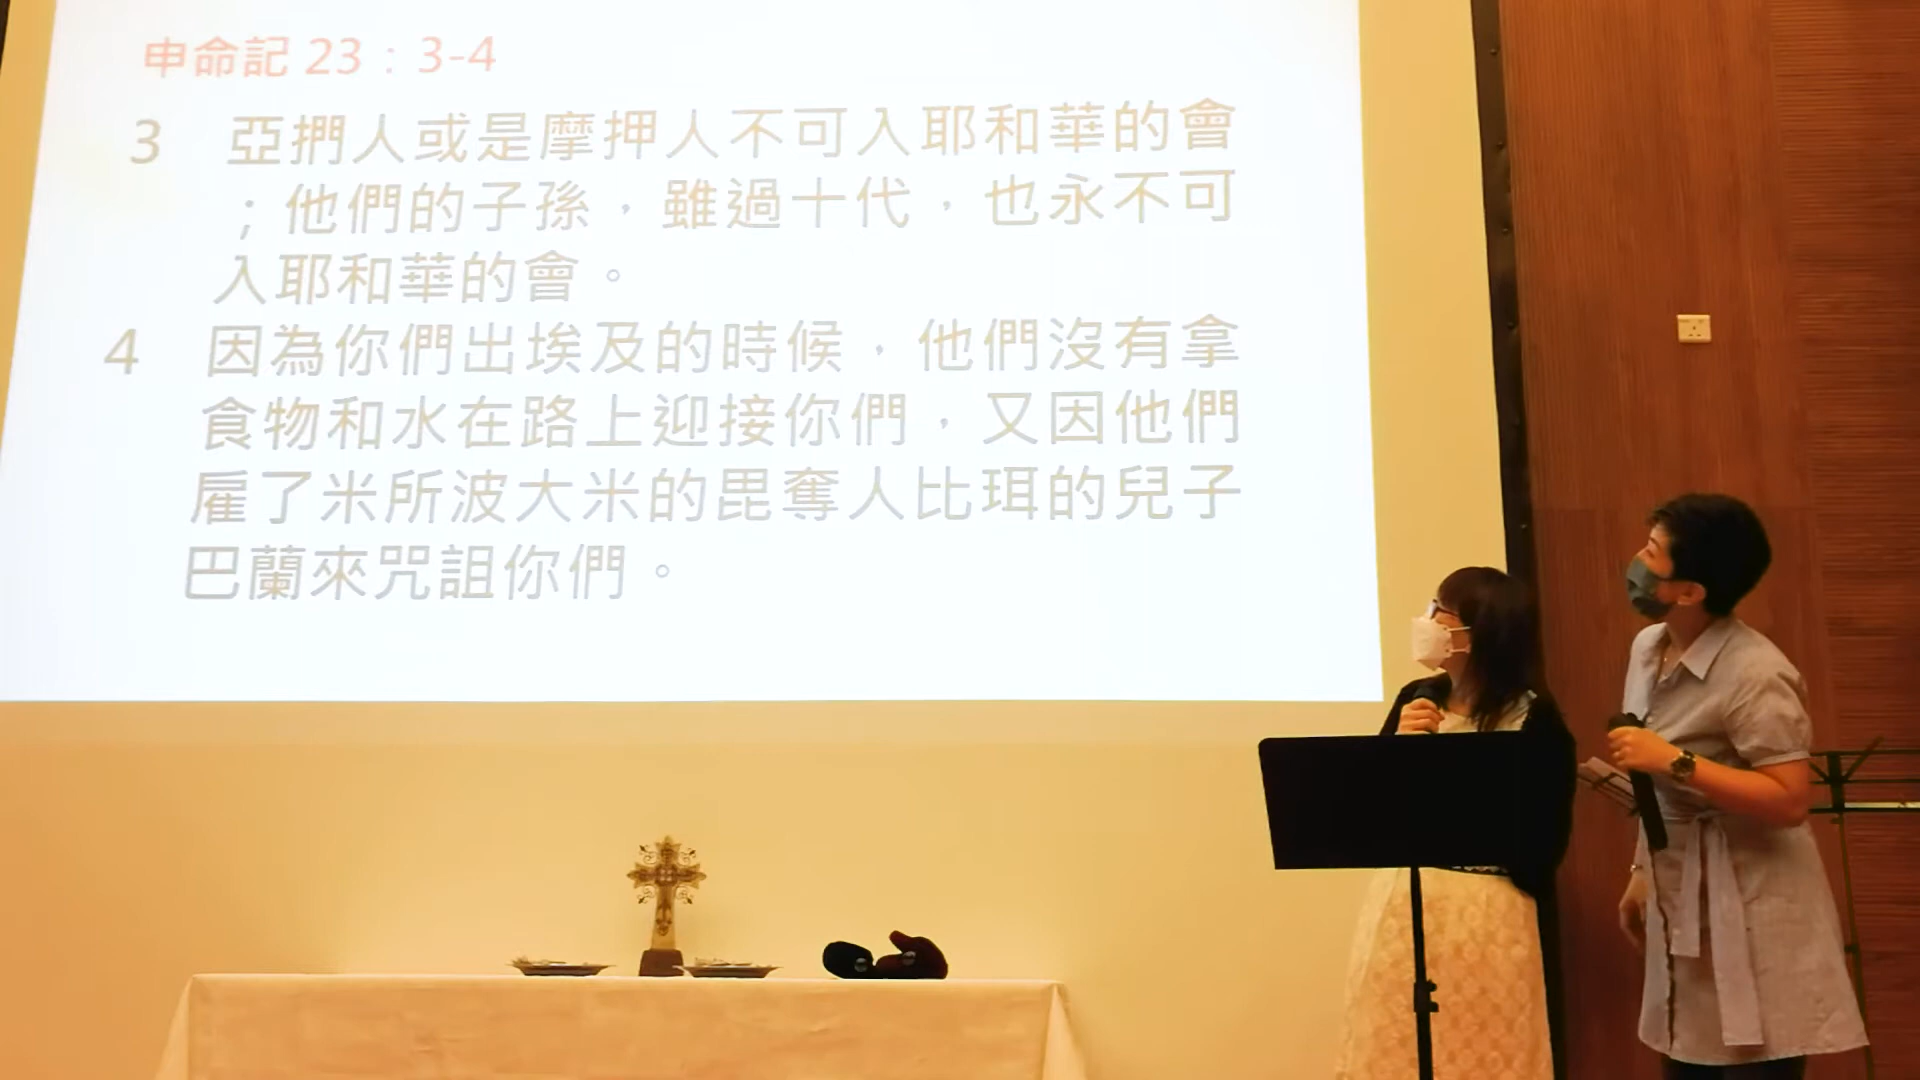 申命記 23：3-4
3 亞捫人或是摩押人不可入耶和華的會
；他們的子孫，雖過十代，也永不可
入耶和華的會。
4 因為你們出埃及的時候，他們沒有拿
食物和水在路上迎接你們，又因他們
雇了米所波大米的毘奪人比珥的兒子
巴蘭來咒詛你們。